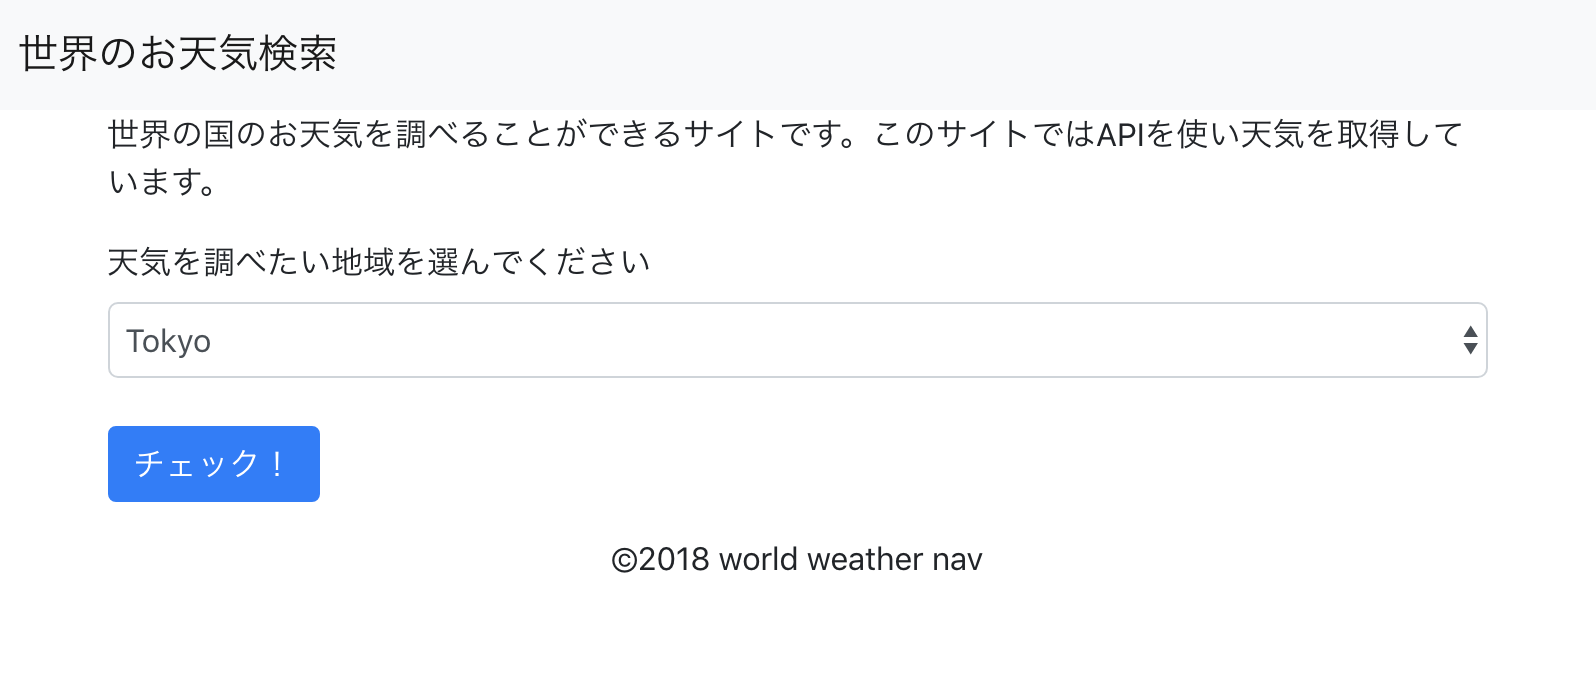 世界のお天気検索
世界の国のお天気を調べることができるサイトです。このサイトではAPIを使い天気を取得して
います。
天気を調べたい地域を選んでください
Tokyo
チェック！
©2018 world weather nav